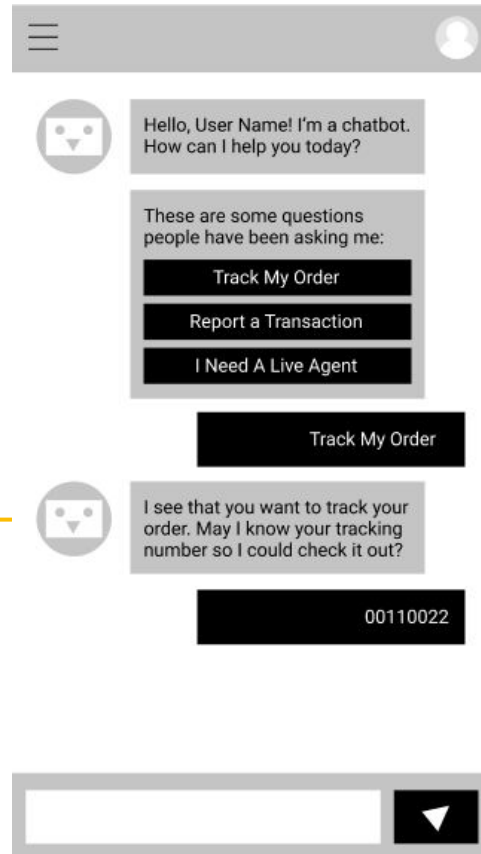 Hello, User Name! I'm a chatbot.
How can I help you today?
These are some questions
people have been asking me:
Track My Order
Report a Transaction
I Need A Live Agent
Track My Order
I see that you want to track your
order. May I know your tracking
number so I could check it out?
00110022